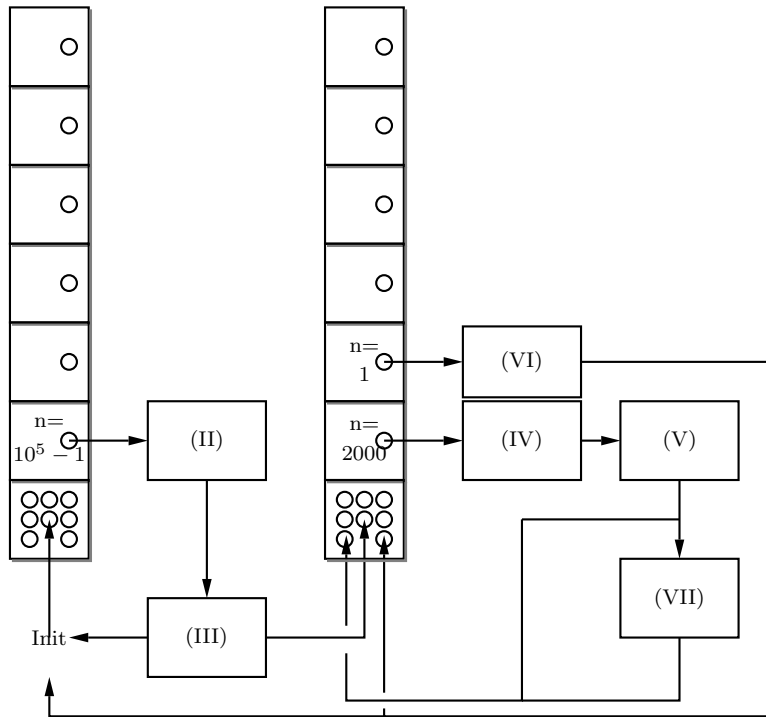 n=
1
(VI)
n=
10⁵ − 1
(II)
n=
2000
(IV)
(V)
(VII)
Init
(III)